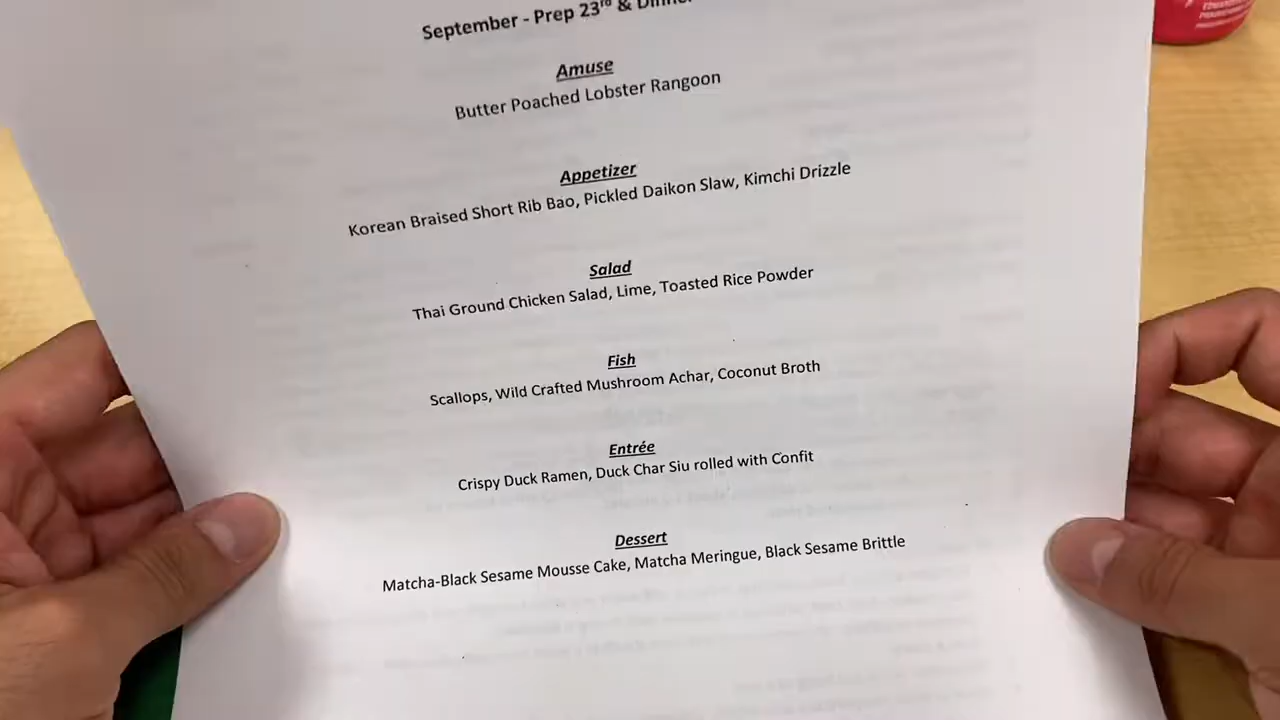 September - Prep 23rd &
Amuse
Butter Poached Lobster Rangoon
Appetizer
Korean Braised Short Rib Bao, Pickled Daikon Slaw, Kimchi Drizzle
Salad
Thai Ground Chicken Salad, Lime, Toasted Rice Powder
Fish
Scallops, Wild Crafted Mushroom Achar, Coconut Broth
Entrée
Crispy Duck Ramen, Duck Char Siu rolled with Confit
Dessert
Matcha-Black Sesame Mousse Cake, Matcha Meringue, Black Sesame Brittle